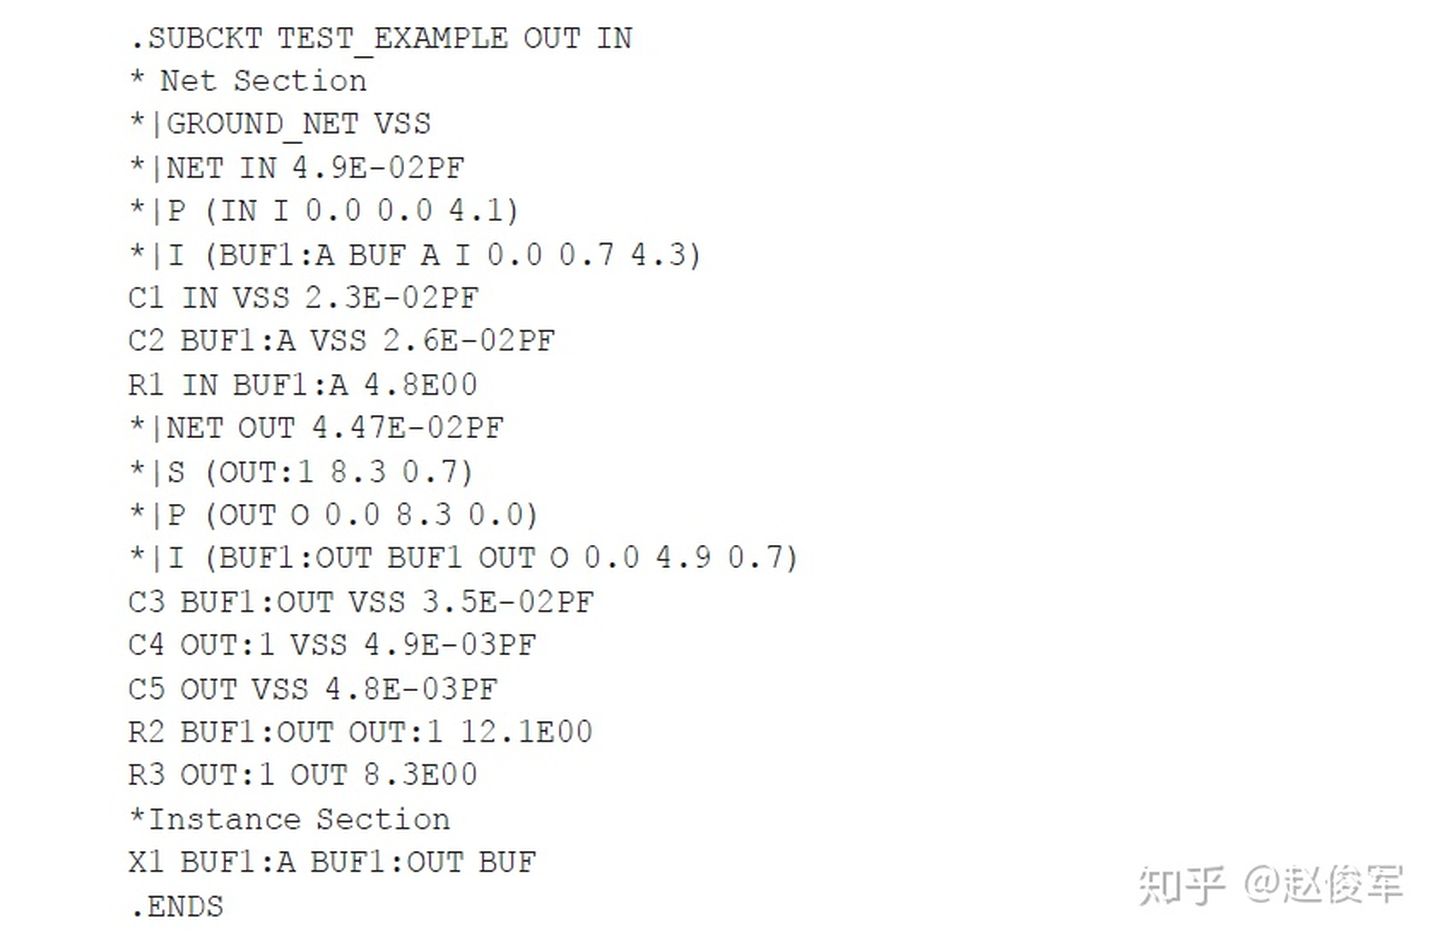 .SUBCKT TEST_EXAMPLE OUT IN
* Net Section
*|GROUND_NET VSS
*|NET IN 4.9E-02PF
*|P (IN I 0.0 0.0 4.1)
*|I (BUF1:A BUF A I 0.0 0.7 4.3)
C1 IN VSS 2.3E-02PF
C2 BUF1:A VSS 2.6E-02PF
R1 IN BUF1:A 4.8E00
*|NET OUT 4.47E-02PF
*|S (OUT:1 8.3 0.7)
*|P (OUT O 0.0 8.3 0.0)
*|I (BUF1:OUT BUF1 OUT O 0.0 4.9 0.7)
C3 BUF1:OUT VSS 3.5E-02PF
C4 OUT:1 VSS 4.9E-03PF
C5 OUT VSS 4.8E-03PF
R2 BUF1:OUT OUT:1 12.1E00
R3 OUT:1 OUT 8.3E00
*Instance Section
X1 BUF1:A BUF1:OUT BUF
.ENDS
知乎 @赵俊军